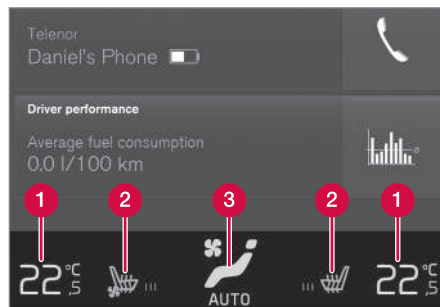 Telenor
Daniel's Phone
Driver performance
Average fuel consumption
0.0 l/100 km
1 2 3 2 1
22,5 °C 22,5 °C
AUTO